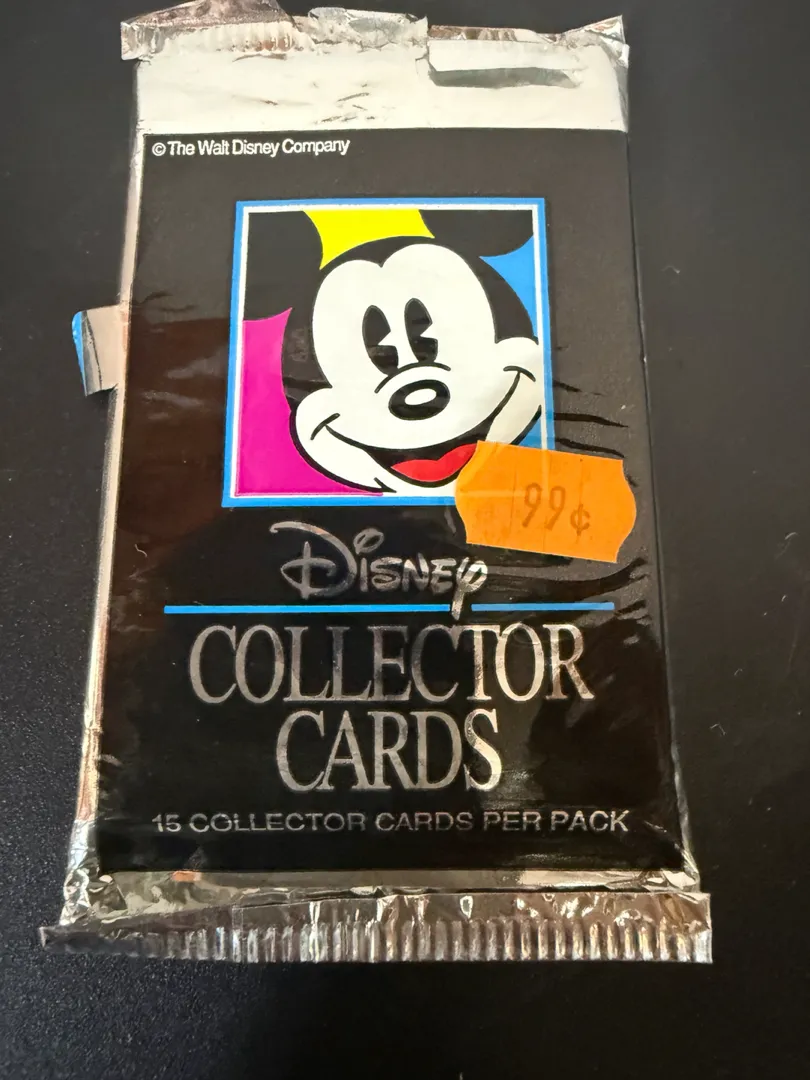 © The Walt Disney Company
99¢
Disney
COLLECTOR
CARDS
15 COLLECTOR CARDS PER PACK